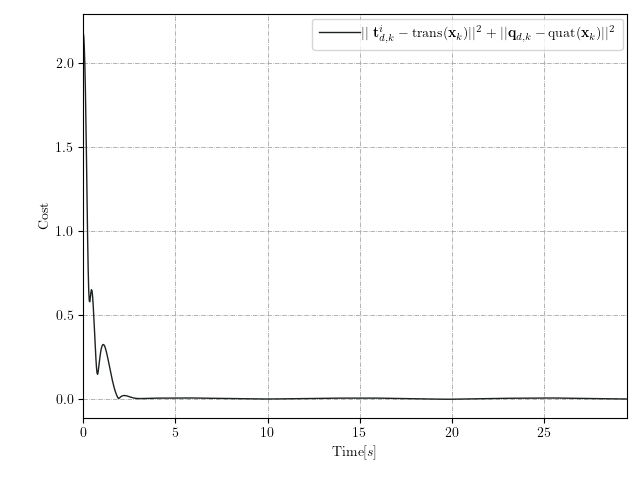 || t^i_{d,k} − trans(x_k)||^2 + ||q_{d,k} − quat(x_k)||^2
2.0
1.5
1.0
0.5
0.0
Cost
0 5 10 15 20 25
Time[s]